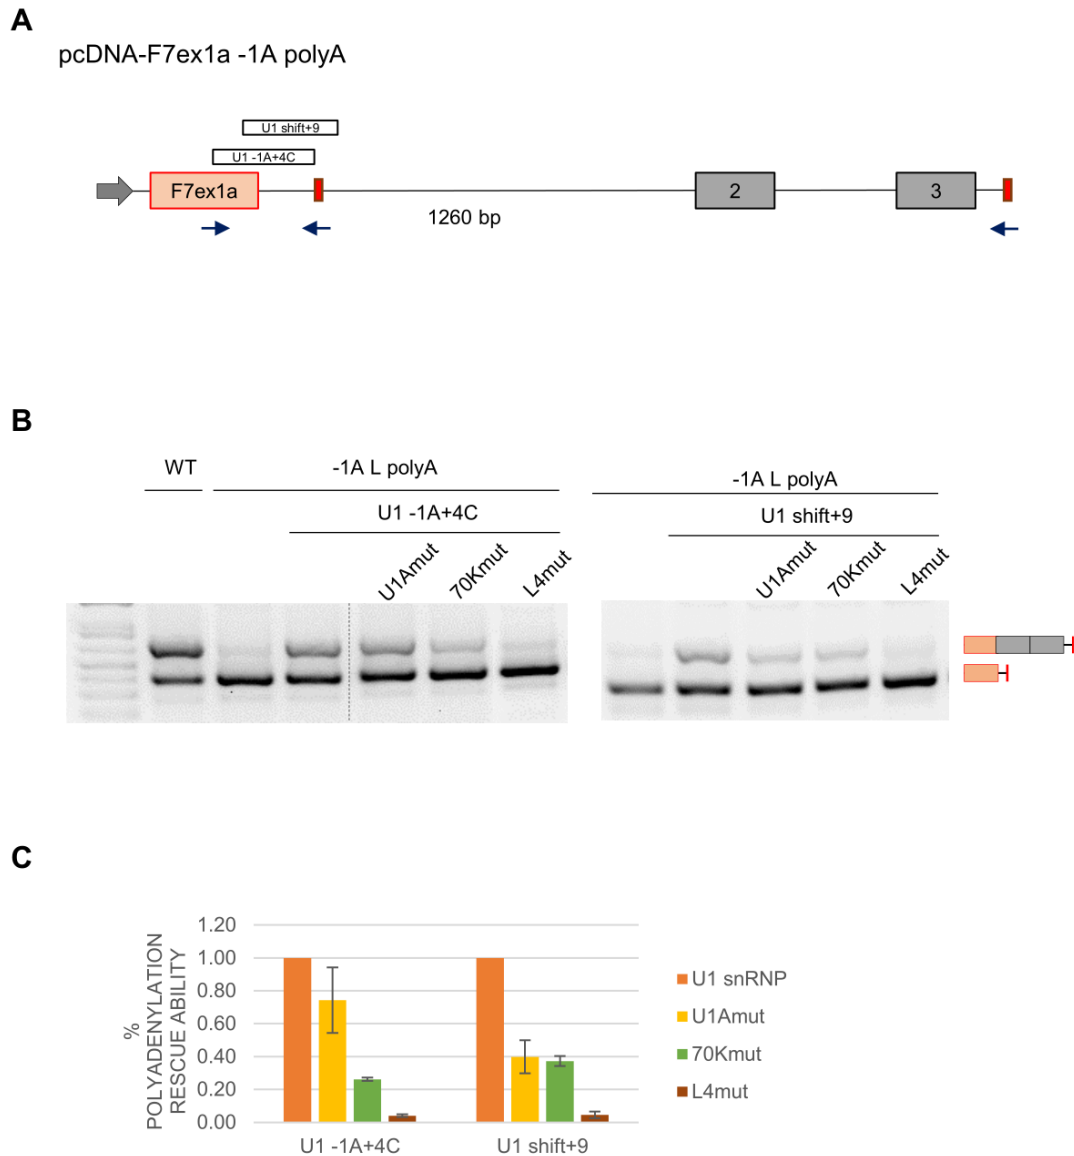 A
pcDNA-F7ex1a -1A polyA
U1 shift+9
U1 -1A+4C
F7ex1a
2
3
1260 bp
B
WT
-1A L polyA
-1A L polyA
U1 -1A+4C
U1 shift+9
U1Amut
70Kmut
L4mut
U1Amut
70Kmut
L4mut
C
%
POLYADENYLATION
RESCUE ABILITY
1.20
1.00
0.80
0.60
0.40
0.20
0.00
U1 -1A+4C
U1 shift+9
U1 snRNP
U1Amut
70Kmut
L4mut